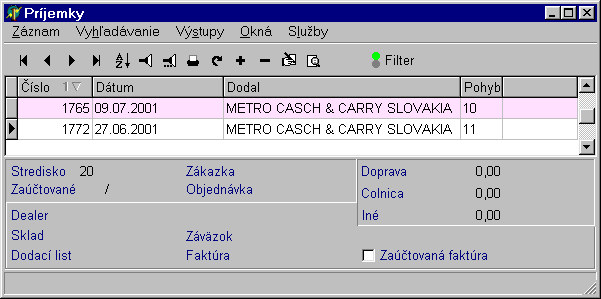 Príjemky
Záznam Vyhľadávanie Výstupy Okná Služby
Filter
Číslo 1 Dátum Dodal Pohyb
1765 09.07.2001 METRO CASCH & CARRY SLOVAKIA 10
1772 27.06.2001 METRO CASCH & CARRY SLOVAKIA 11
Stredisko 20 Zákazka Doprava 0,00
Zaúčtované / Objednávka Colnica 0,00
Dealer Iné 0,00
Sklad Záväzok
Dodací list Faktúra Zaúčtovaná faktúra